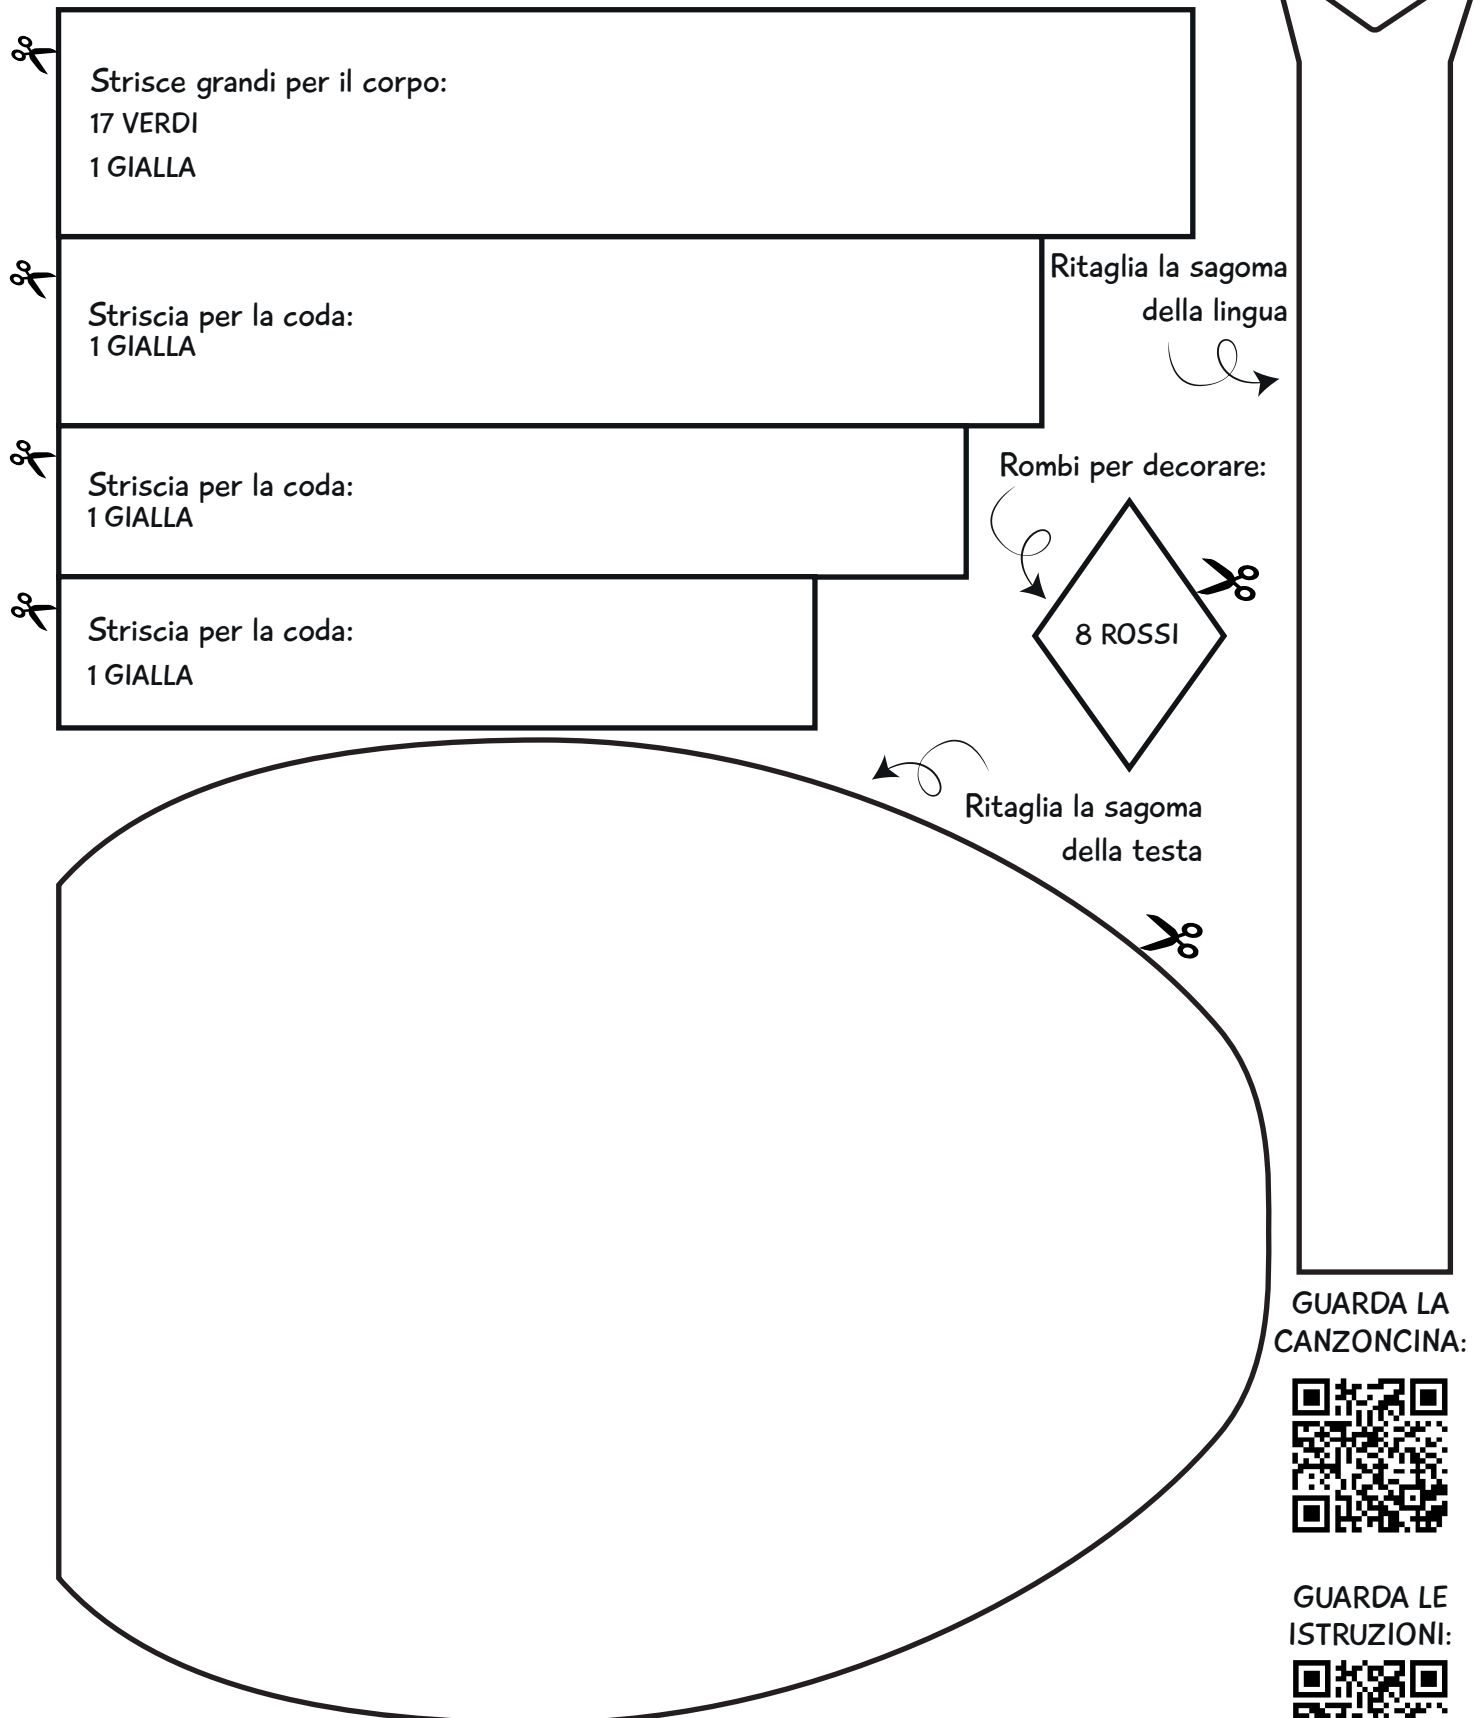 Strisce grandi per il corpo:
17 VERDI
1 GIALLA
Striscia per la coda:
1 GIALLA
Ritaglia la sagoma
della lingua
Striscia per la coda:
1 GIALLA
Rombi per decorare:
8 ROSSI
Striscia per la coda:
1 GIALLA
Ritaglia la sagoma
della testa
GUARDA LA
CANZONCINA:
GUARDA LE
ISTRUZIONI: